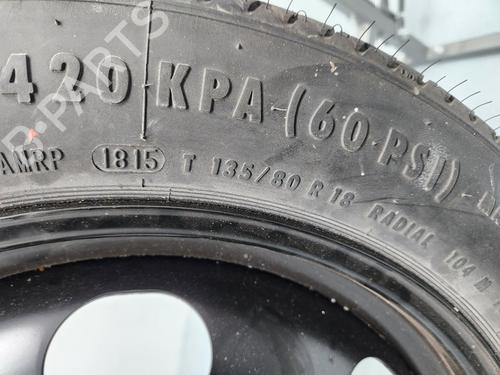 420 KPA-(60 PSI)
AMRP 1815 T 135/80 R 18 RADIAL 104 M